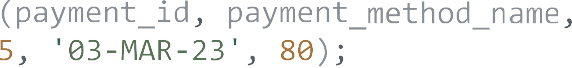 (payment_id, payment_method_name,
5, '03-MAR-23', 80);